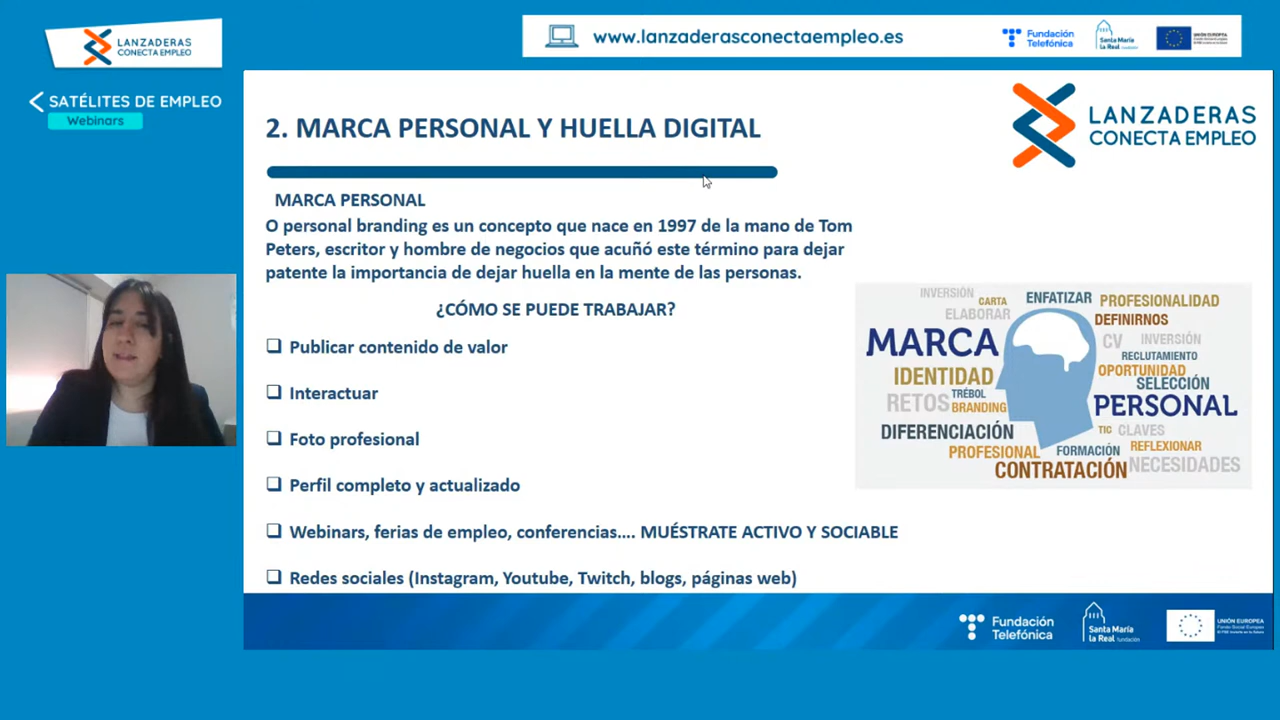 LANZADERAS
CONECTA EMPLEO
www.lanzaderasconectaempleo.es
Fundación
Telefónica
Santa María
la Real
UNIÓN EUROPEA
SATÉLITES DE EMPLEO
Webinars
2. MARCA PERSONAL Y HUELLA DIGITAL
LANZADERAS
CONECTA EMPLEO
MARCA PERSONAL
O personal branding es un concepto que nace en 1997 de la mano de Tom
Peters, escritor y hombre de negocios que acuñó este término para dejar
patente la importancia de dejar huella en la mente de las personas.
¿CÓMO SE PUEDE TRABAJAR?
Publicar contenido de valor
Interactuar
Foto profesional
Perfil completo y actualizado
Webinars, ferias de empleo, conferencias.... MUÉSTRATE ACTIVO Y SOCIABLE
Redes sociales (Instagram, Youtube, Twitch, blogs, páginas web)
INVERSIÓN
CARTA
ENFATIZAR
PROFESIONALIDAD
ELABORAR
DEFINIRNOS
MARCA
CV
INVERSIÓN
RECLUTAMIENTO
IDENTIDAD
OPORTUNIDAD
SELECCIÓN
RETOS
TRÉBOL
BRANDING
PERSONAL
DIFERENCIACIÓN
TIC
CLAVES
PROFESIONAL
FORMACIÓN
REFLEXIONAR
CONTRATACIÓN
NECESIDADES
Fundación
Telefónica
Santa María
la Real
fundación
UNIÓN EUROPEA
Fondo Social Europeo